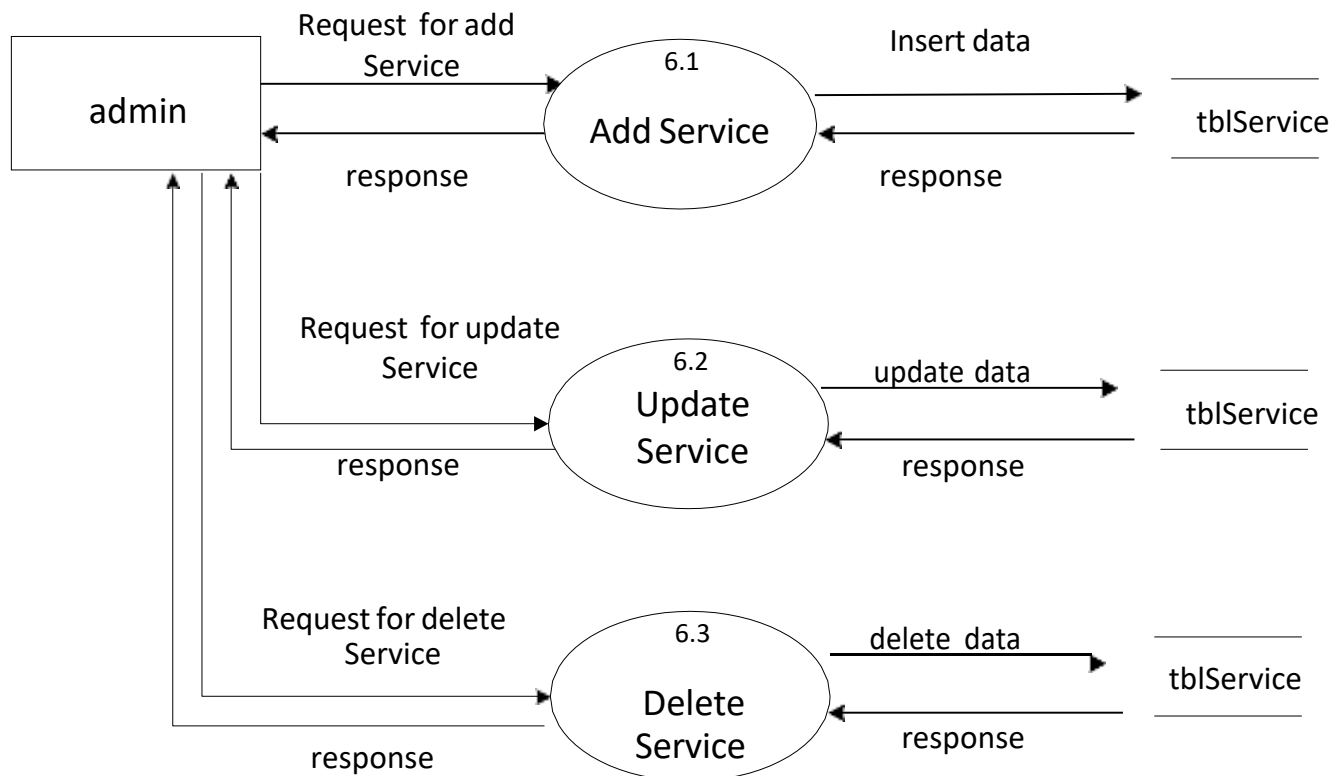 Request for add
Service
admin
response
6.1
Add Service
Insert data
response
tblService
Request for update
Service
response
6.2
Update
Service
update data
response
tblService
Request for delete
Service
response
6.3
Delete
Service
delete data
response
tblService